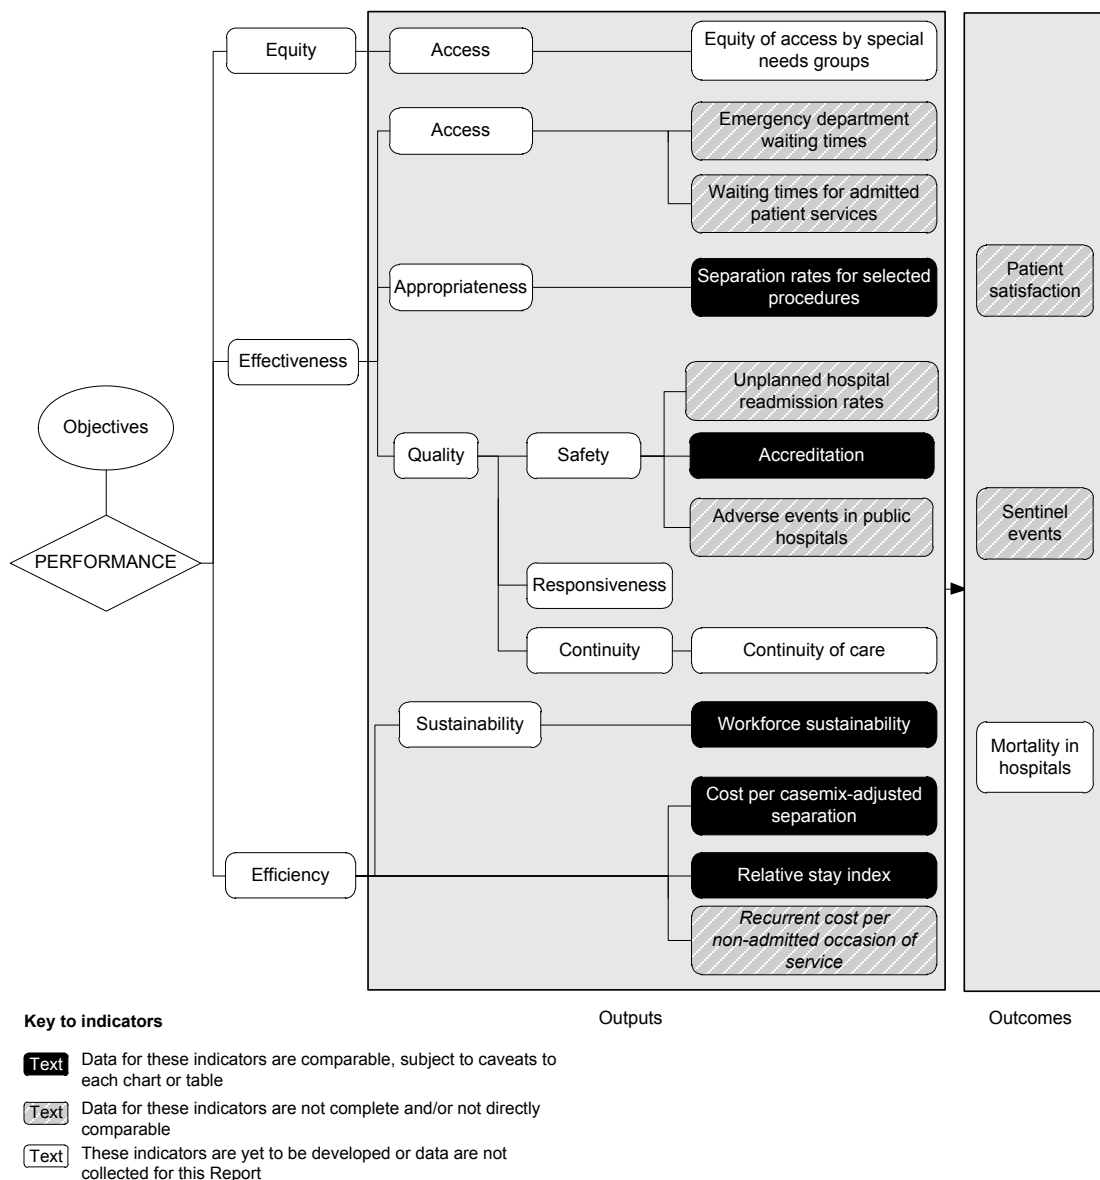 Equity
Access
Equity of access by special
needs groups
Access
Emergency department
waiting times
Waiting times for admitted
patient services
Appropriateness
Separation rates for selected
procedures
Patient
satisfaction
Effectiveness
Unplanned hospital
readmission rates
Objectives
Quality
Safety
Accreditation
Adverse events in public
hospitals
Sentinel
events
PERFORMANCE
Responsiveness
Continuity
Continuity of care
Sustainability
Workforce sustainability
Mortality in
hospitals
Cost per casemix-adjusted
separation
Efficiency
Relative stay index
Recurrent cost per
non-admitted occasion of
service
Outputs
Outcomes
Key to indicators
Text Data for these indicators are comparable, subject to caveats to
each chart or table
Text Data for these indicators are not complete and/or not directly
comparable
Text These indicators are yet to be developed or data are not
collected for this Report